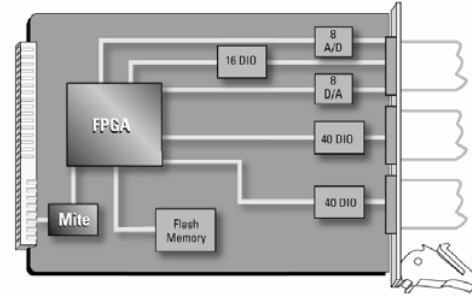 8
A/D
16 DIO
8
D/A
FPGA
40 DIO
40 DIO
Mite
Flash
Memory